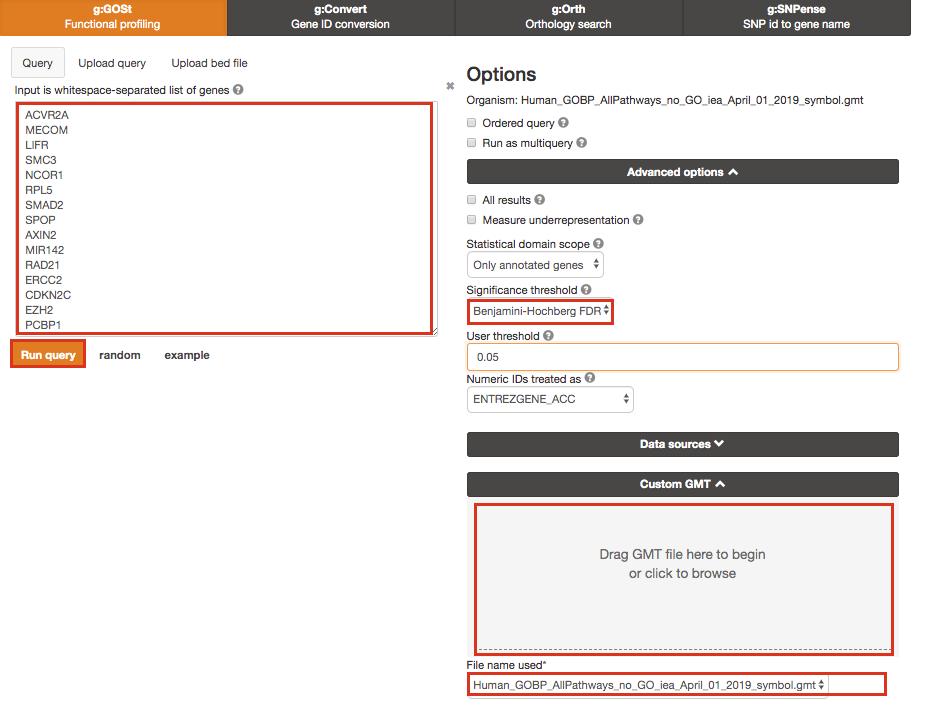 g:GOSt
Functional profiling
g:Convert
Gene ID conversion
g:Orth
Orthology search
g:SNPense
SNP id to gene name
Query
Upload query
Upload bed file
Input is whitespace-separated list of genes ?
ACVR2A
MECOM
LIFR
SMC3
NCOR1
RPL5
SMAD2
SPOP
AXIN2
MIR142
RAD21
ERCC2
CDKN2C
EZH2
PCBP1
Run query
random
example
Options
Organism: Human_GOBP_AllPathways_no_GO_iea_April_01_2019_symbol.gmt
Ordered query ?
Run as multiquery ?
Advanced options
All results ?
Measure underrepresentation ?
Statistical domain scope ?
Only annotated genes
Significance threshold ?
Benjamini-Hochberg FDR
User threshold ?
0.05
Numeric IDs treated as ?
ENTREZGENE_ACC
Data sources
Custom GMT
Drag GMT file here to begin
or click to browse
File name used*
Human_GOBP_AllPathways_no_GO_iea_April_01_2019_symbol.gmt